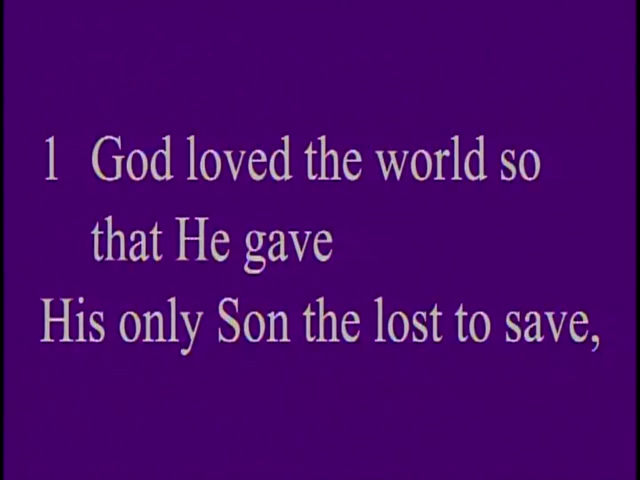 1 God loved the world so
that He gave
His only Son the lost to save,